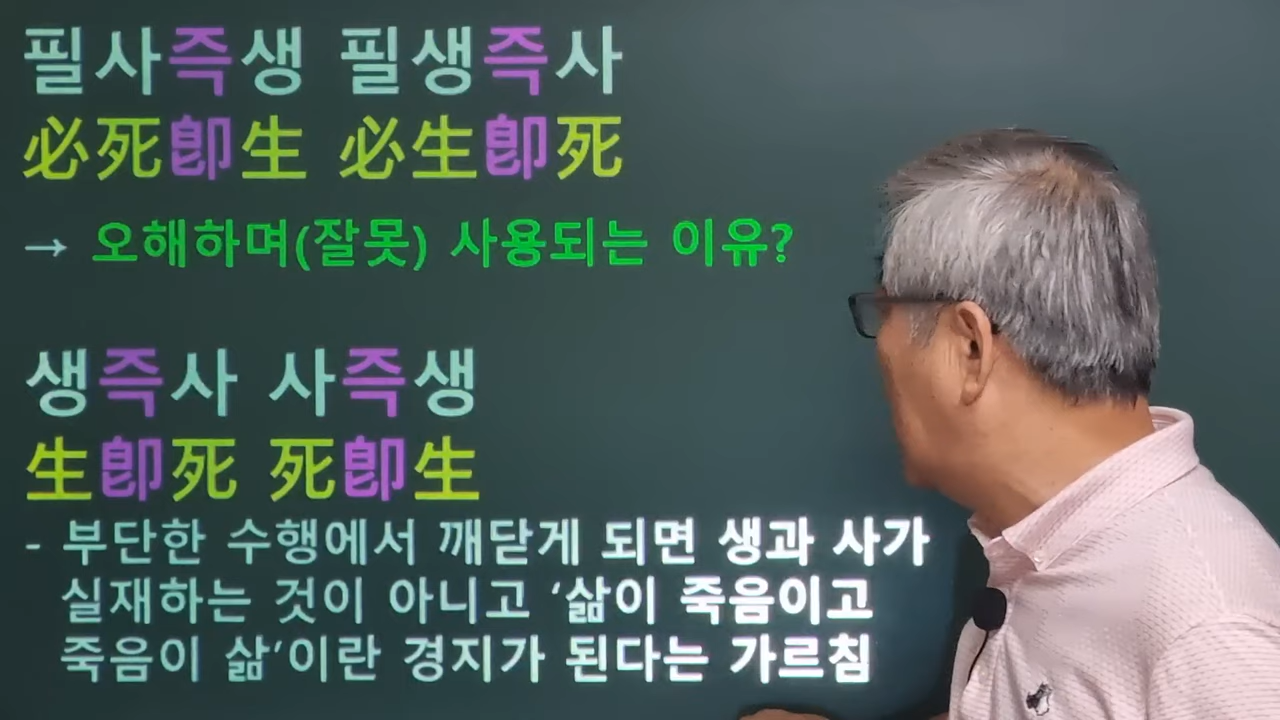 필사즉생 필생즉사
必死卽生 必生卽死
→ 오해하며(잘못) 사용되는 이유?
생즉사 사즉생
生卽死 死卽生
- 부단한 수행에서 깨닫게 되면 생과 사가
실재하는 것이 아니고 ‘삶이 죽음이고
죽음이 삶’이란 경지가 된다는 가르침